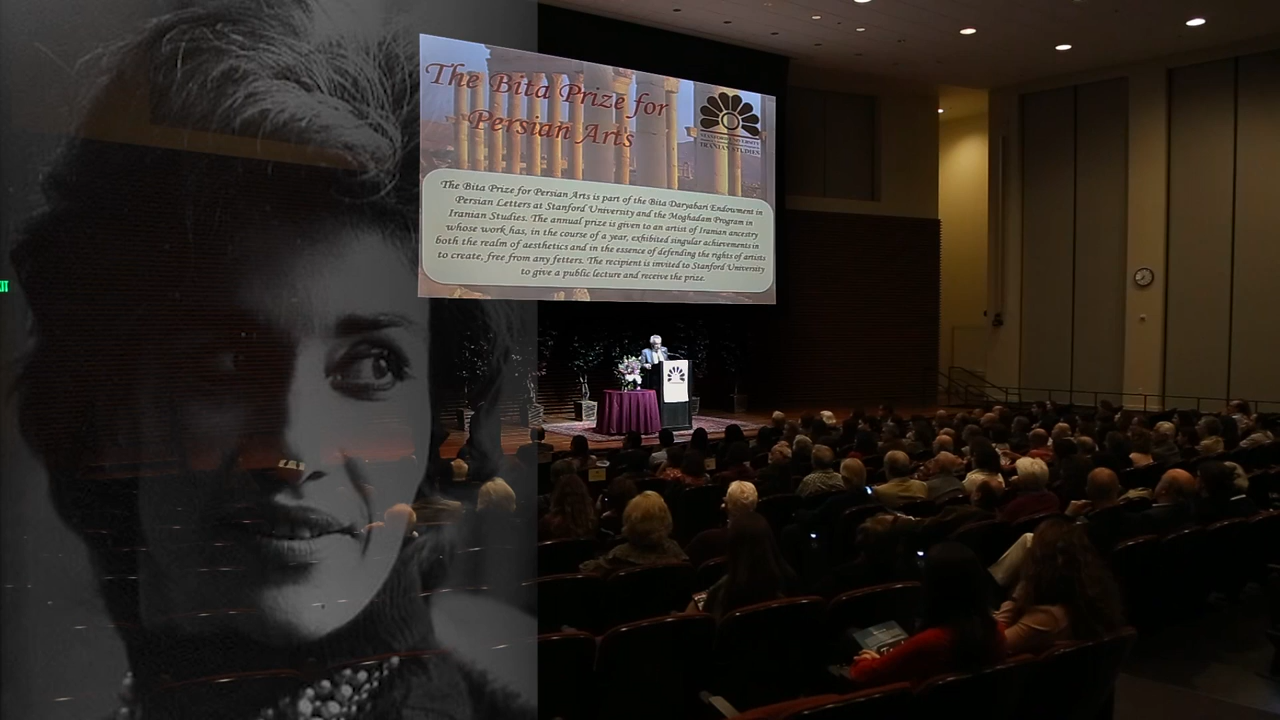 The Bita Prize for
Persian Arts
STANFORD UNIVERSITY
IRANIAN STUDIES
The Bita Prize for Persian Arts is part of the Bita Daryabari Endowment in
Persian Letters at Stanford University and the Moghadam Program in
Iranian Studies. The annual prize is given to an artist of Iranian ancestry
whose work has, in the course of a year, exhibited singular achievements in
both the realm of aesthetics and in the essence of defending the rights of artists
to create, free from any fetters. The recipient is invited to Stanford University
to give a public lecture and receive the prize.